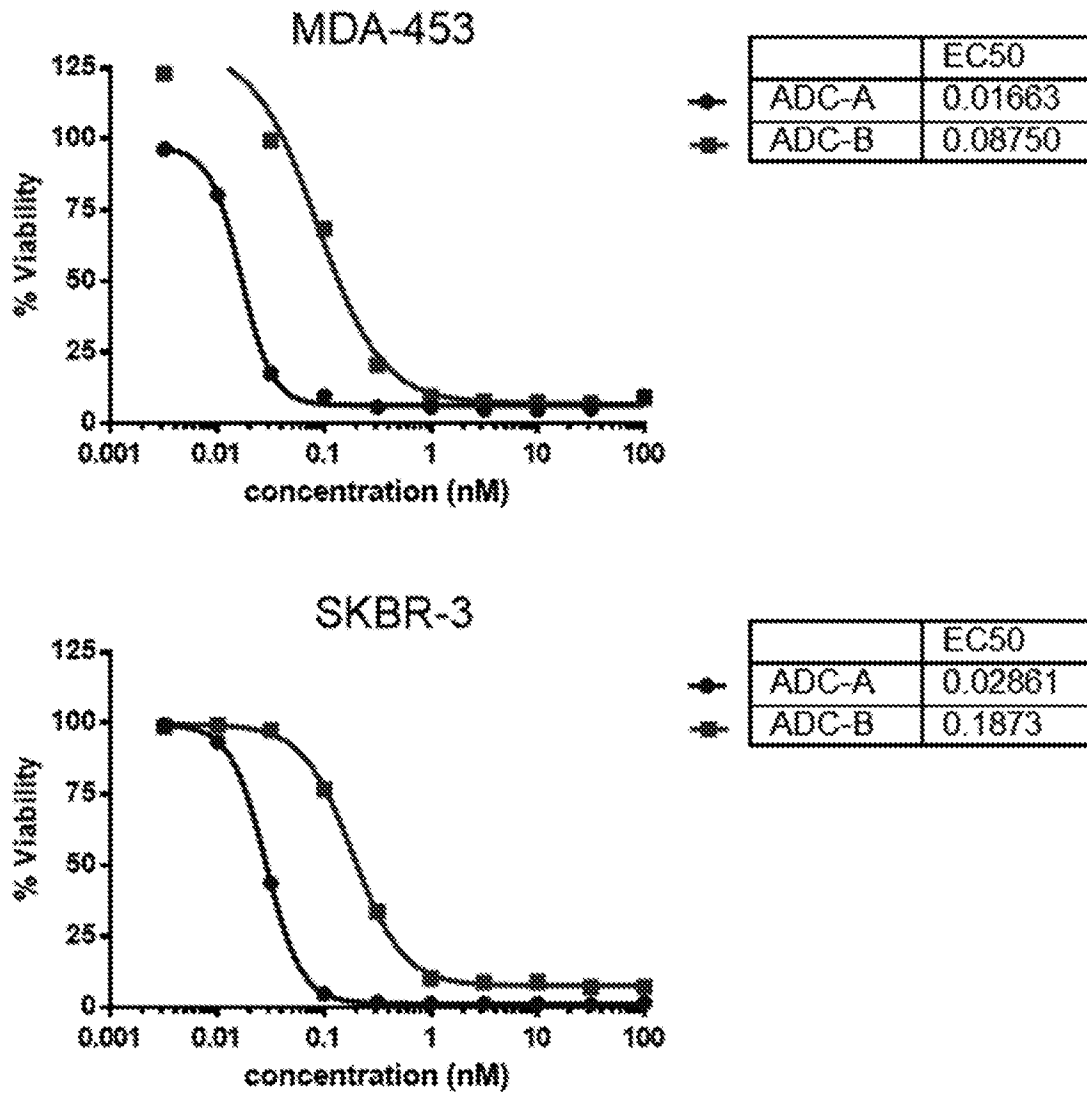 MDA-453
125
100
75
50
25
0
% Viability
0.001 0.01 0.1 1 10 100
concentration (nM)
EC50
ADC-A 0.01663
ADC-B 0.08750
SKBR-3
125
100
75
50
25
0
% Viability
0.001 0.01 0.1 1 10 100
concentration (nM)
EC50
ADC-A 0.02861
ADC-B 0.1873